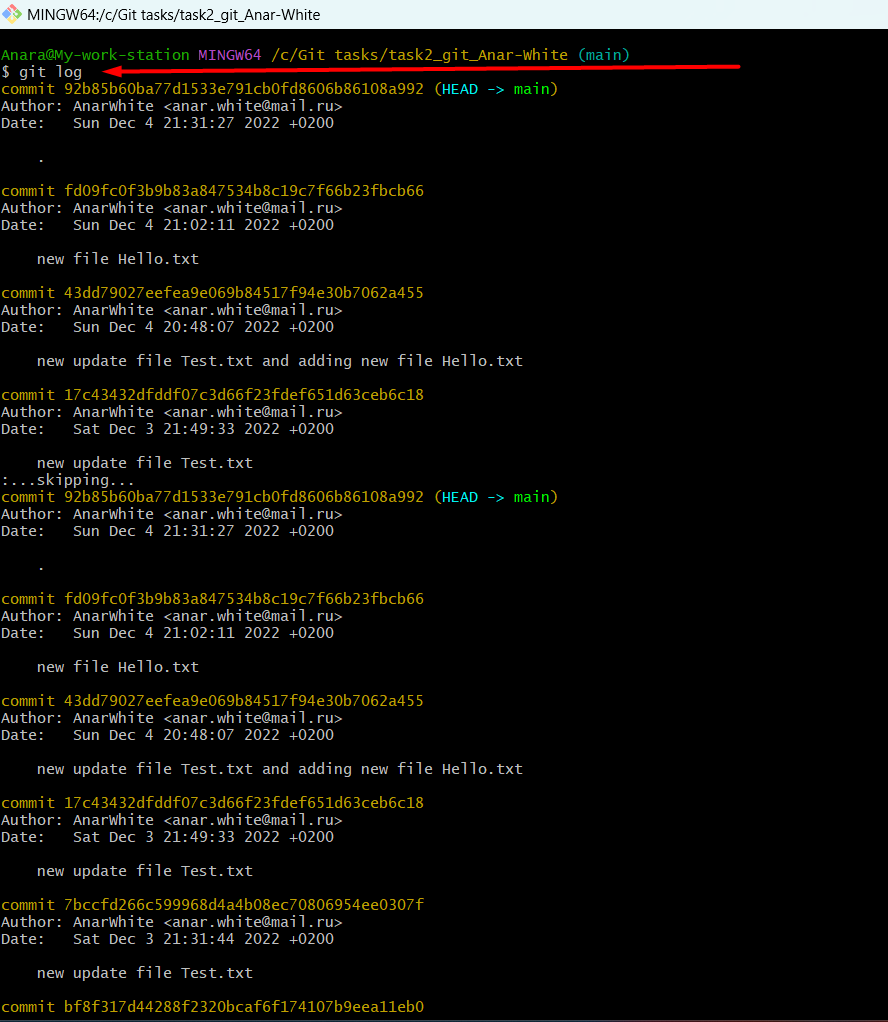 MINGW64:/c/Git tasks/task2_git_Anar-White
Anara@My-work-station MINGW64 /c/Git tasks/task2_git_Anar-White (main)
$ git log
commit 92b85b60ba77d1533e791cb0fd8606b86108a992 (HEAD -> main)
Author: AnarWhite <anar.white@mail.ru>
Date:   Sun Dec 4 21:31:27 2022 +0200
    .
commit fd09fc0f3b9b83a847534b8c19c7f66b23fbcb66
Author: AnarWhite <anar.white@mail.ru>
Date:   Sun Dec 4 21:02:11 2022 +0200
    new file Hello.txt
commit 43dd79027eefea9e069b84517f94e30b7062a455
Author: AnarWhite <anar.white@mail.ru>
Date:   Sun Dec 4 20:48:07 2022 +0200
    new update file Test.txt and adding new file Hello.txt
commit 17c43432dfddf07c3d66f23fdef651d63ceb6c18
Author: AnarWhite <anar.white@mail.ru>
Date:   Sat Dec 3 21:49:33 2022 +0200
    new update file Test.txt
:...skipping...
commit 92b85b60ba77d1533e791cb0fd8606b86108a992 (HEAD -> main)
Author: AnarWhite <anar.white@mail.ru>
Date:   Sun Dec 4 21:31:27 2022 +0200
    .
commit fd09fc0f3b9b83a847534b8c19c7f66b23fbcb66
Author: AnarWhite <anar.white@mail.ru>
Date:   Sun Dec 4 21:02:11 2022 +0200
    new file Hello.txt
commit 43dd79027eefea9e069b84517f94e30b7062a455
Author: AnarWhite <anar.white@mail.ru>
Date:   Sun Dec 4 20:48:07 2022 +0200
    new update file Test.txt and adding new file Hello.txt
commit 17c43432dfddf07c3d66f23fdef651d63ceb6c18
Author: AnarWhite <anar.white@mail.ru>
Date:   Sat Dec 3 21:49:33 2022 +0200
    new update file Test.txt
commit 7bccfd266c599968d4a4b08ec70806954ee0307f
Author: AnarWhite <anar.white@mail.ru>
Date:   Sat Dec 3 21:31:44 2022 +0200
    new update file Test.txt
commit bf8f317d44288f2320bcaf6f174107b9eea11eb0